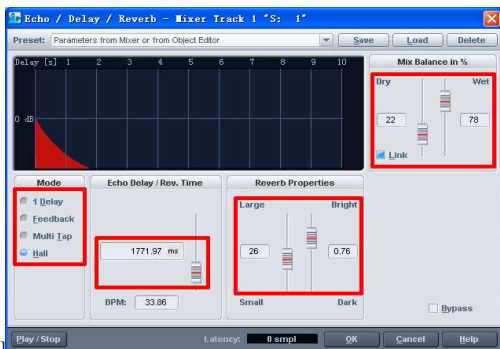 Echo / Delay / Reverb - Mixer Track 1 "S: 1"
Preset: Parameters from Mixer or from Object Editor Save Load Delete
Delay [s] 1 2 3 4 5 6 7 8 9 10
0 dB
Mix Balance in %
Dry Wet
22 78
Link
Mode
1 Delay
Feedback
Multi Tap
Hall
Echo Delay / Rev. Time
1771.97 ms
BPM: 33.86
Reverb Properties
Large Bright
26 0.76
Small Dark
Bypass
Play / Stop Latency: 0 smpl OK Cancel Help